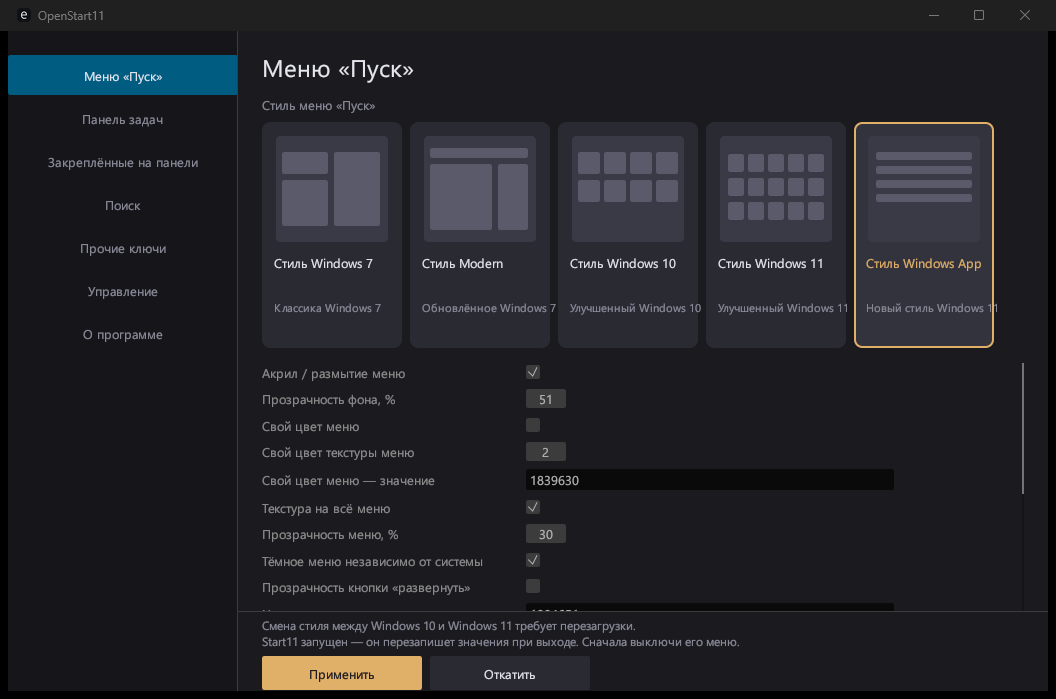 OpenStart11
Меню «Пуск»
Панель задач
Закреплённые на панели
Поиск
Прочие ключи
Управление
О программе
Меню «Пуск»
Стиль меню «Пуск»
Стиль Windows 7
Классика Windows 7
Стиль Modern
Обновлённое Windows 7
Стиль Windows 10
Улучшенный Windows 10
Стиль Windows 11
Улучшенный Windows 11
Стиль Windows App
Новый стиль Windows 11
Акрил / размытие меню
Прозрачность фона, % 51
Свой цвет меню
Свой цвет текстуры меню 2
Свой цвет меню — значение 1839630
Текстура на всё меню
Прозрачность меню, % 30
Тёмное меню независимо от системы
Прозрачность кнопки «развернуть»
Смена стиля между Windows 10 и Windows 11 требует перезагрузки.
Start11 запущен — он перезапишет значения при выходе. Сначала выключи его меню.
Применить
Откатить